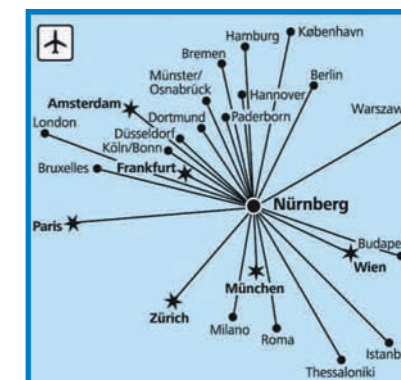 Hamburg
København
Bremen
Münster/
Osnabrück
Hannover
Berlin
Amsterdam
Dortmund
Paderborn
Warszaw
London
Düsseldorf
Köln/Bonn
Bruxelles
Frankfurt
Nürnberg
Paris
Budape
Wien
München
Zürich
Milano
Roma
Istanb
Thessaloniki